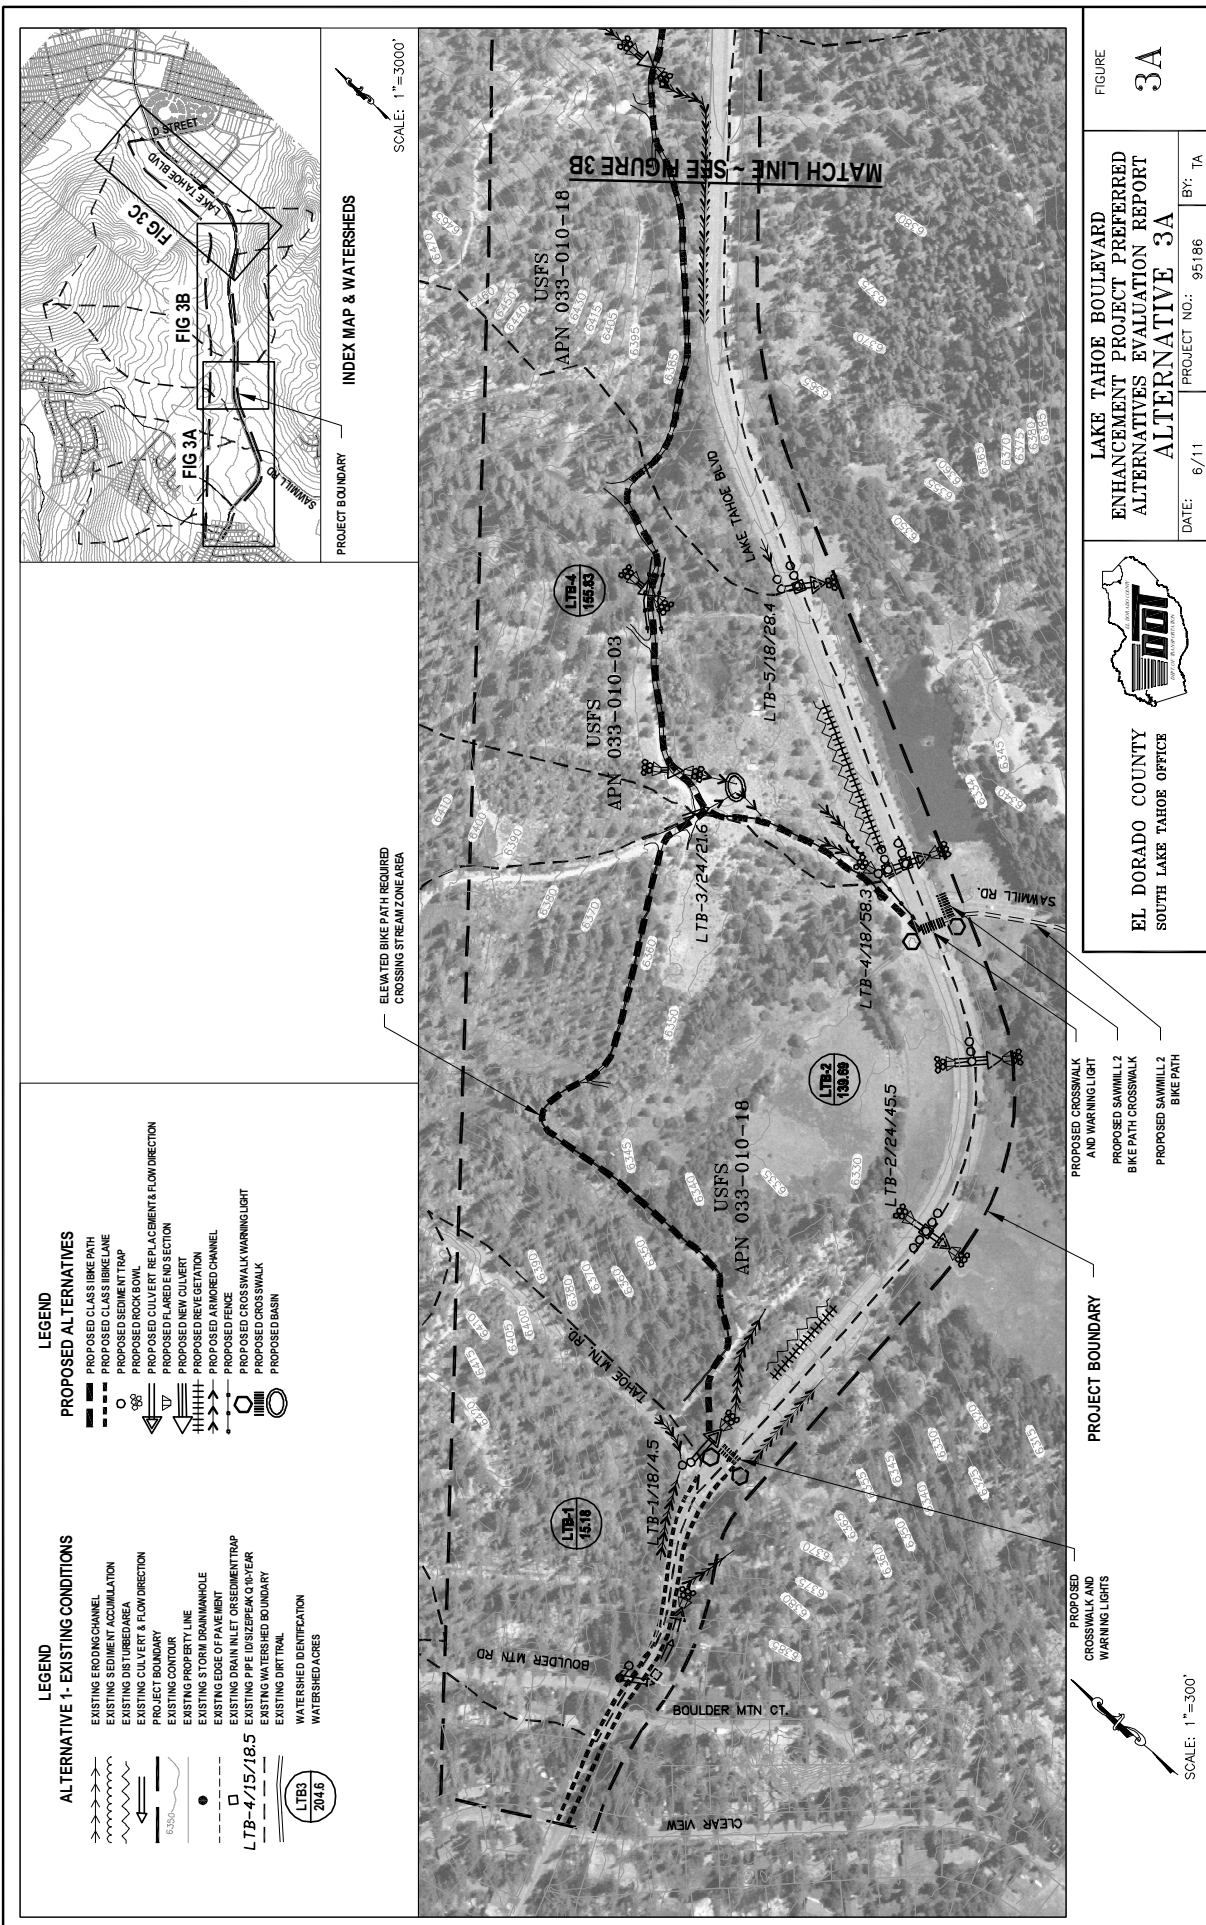 LEGEND
ALTERNATIVE 1- EXISTING CONDITIONS
EXISTING ERODING CHANNEL
EXISTING SEDIMENT ACCUMULATION
EXISTING DISTURBED AREA
EXISTING CULVERT & FLOW DIRECTION
PROJECT BOUNDARY
6350
EXISTING CONTOUR
EXISTING PROPERTY LINE
EXISTING STORM DRAIN MANHOLE
EXISTING EDGE OF PAVEMENT
EXISTING DRAIN INLET OR SEDIMENT TRAP
LTB-4/15/18.5
EXISTING PIPE ID/SIZE/PEAK Q 10-YEAR
EXISTING WATERSHED BOUNDARY
EXISTING DIRT TRAIL
LTB3
204.6
WATERSHED IDENTIFICATION
WATERSHED ACRES
LEGEND
PROPOSED ALTERNATIVES
PROPOSED CLASS I BIKE PATH
PROPOSED CLASS II BIKE LANE
PROPOSED SEDIMENT TRAP
PROPOSED ROCK BOWL
PROPOSED CULVERT REPLACEMENT & FLOW DIRECTION
PROPOSED FLARED END SECTION
PROPOSED NEW CULVERT
PROPOSED REVEGETATION
PROPOSED ARMORED CHANNEL
PROPOSED FENCE
PROPOSED CROSSWALK WARNING LIGHT
PROPOSED CROSSWALK
PROPOSED BASIN
FIG 3A
FIG 3B
FIG 3C
LAKE TAHOE BLVD
D STREET
SAWMILL RD
PROJECT BOUNDARY
INDEX MAP & WATERSHEDS
SCALE: 1"=3000'
ELEVATED BIKE PATH REQUIRED
CROSSING STREAM ZONE AREA
CLEAR VIEW
BOULDER MTN RD
BOULDER MTN CT.
TAHOE MTN. RD.
LTB-1
15.18
LTB-1/18/4.5
USFS
APN 033-010-18
LTB-2
139.69
LTB-2/24/45.5
LTB-3/24/21.6
LTB-4/18/58.3
USFS
APN 033-010-03
LTB-4
155.83
LTB-5/18/28.4
LAKE TAHOE BLVD
SAWMILL RD.
USFS
APN 033-010-18
MATCH LINE ~ SEE FIGURE 3B
PROPOSED
CROSSWALK AND
WARNING LIGHTS
PROJECT BOUNDARY
PROPOSED CROSSWALK
AND WARNING LIGHT
PROPOSED SAWMILL 2
BIKE PATH CROSSWALK
PROPOSED SAWMILL 2
BIKE PATH
SCALE: 1"=300'
EL DORADO COUNTY
SOUTH LAKE TAHOE OFFICE
EL DORADO COUNTY
DOT
DEPT. OF TRANSPORTATION
LAKE TAHOE BOULEVARD
ENHANCEMENT PROJECT PREFERRED
ALTERNATIVES EVALUATION REPORT
ALTERNATIVE 3A
DATE: 6/11
PROJECT NO.: 95186
BY: TA
FIGURE
3A